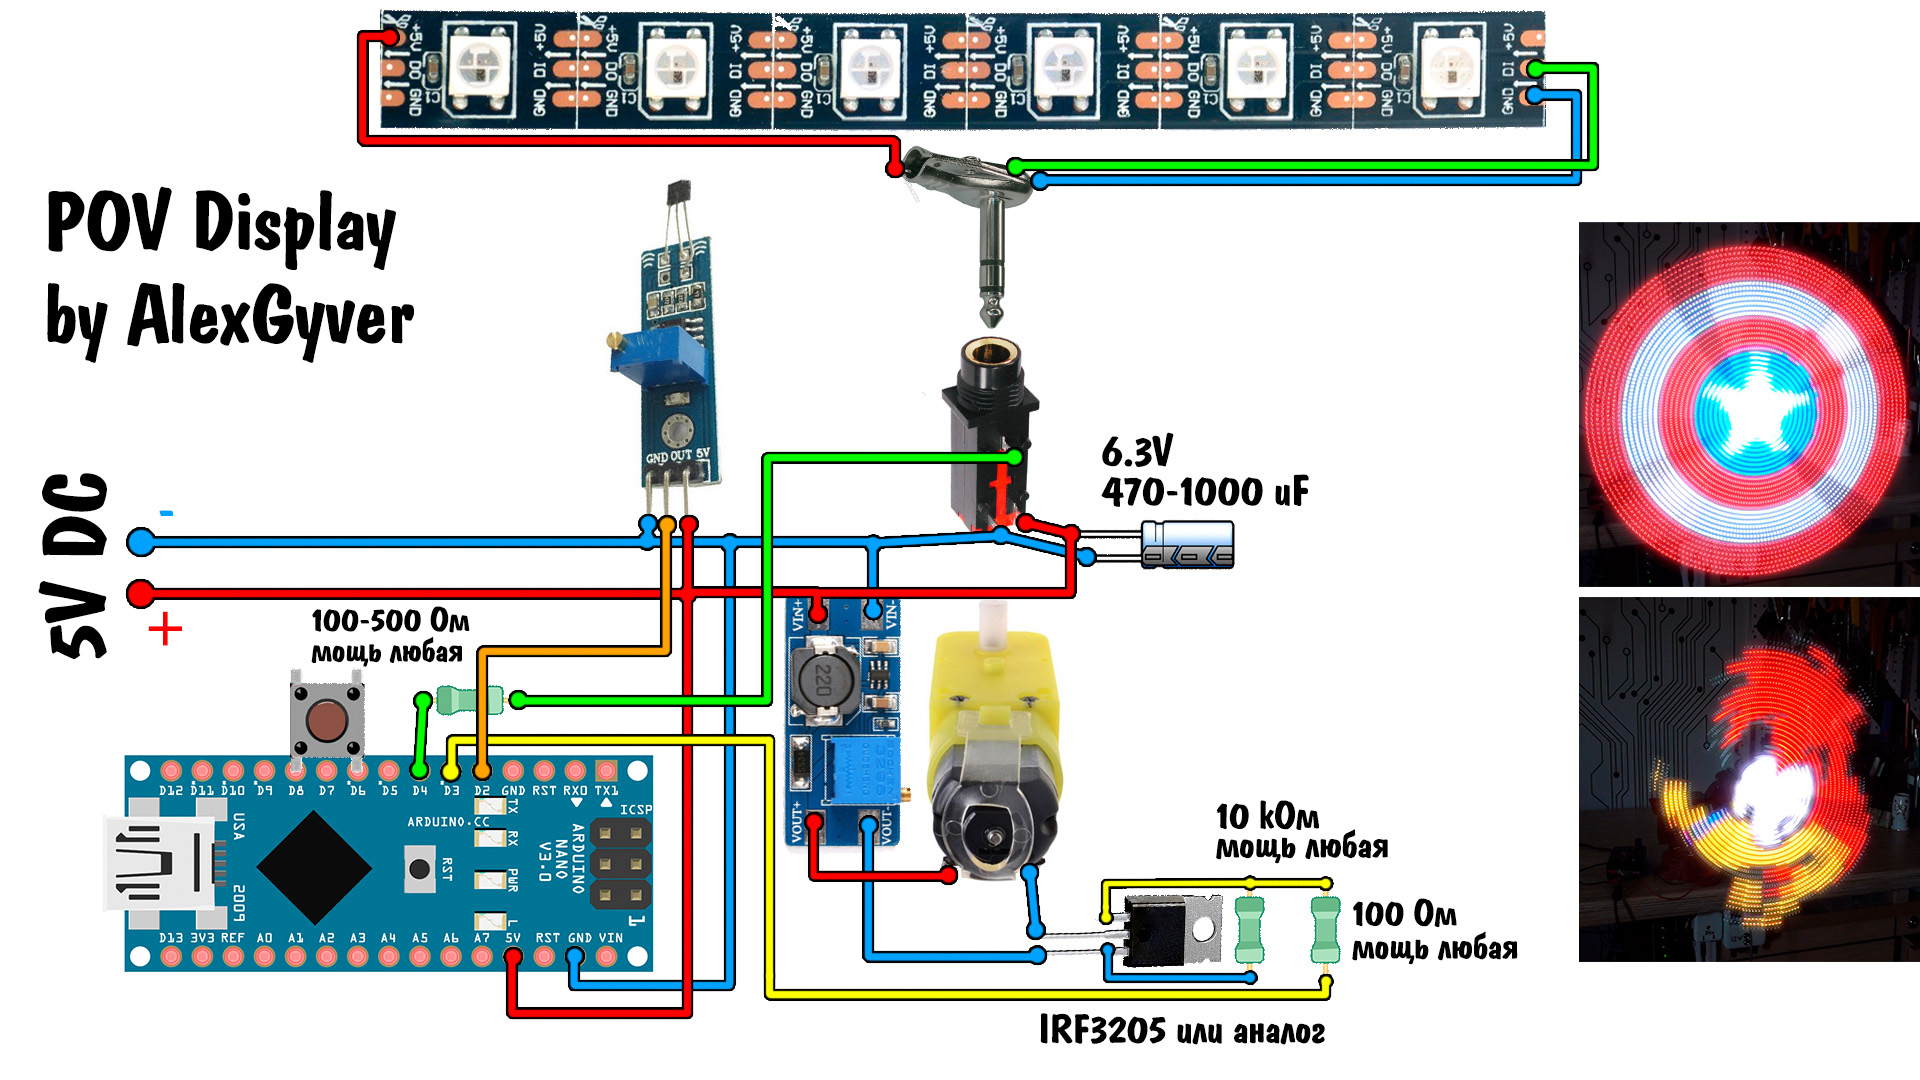 POV Display
by AlexGyver
+5V DO GND
+5V DI GND
C1
+5V DO GND
+5V DI GND
C1
+5V DO GND
+5V DI GND
C1
+5V DO GND
+5V DI GND
C1
+5V DO GND
+5V DI GND
C1
+5V DO GND
+5V DI GND
C1
GND OUT 5V
6.3V
470-1000 uF
5V DC
-
+
100-500 Ом
мощь любая
VIN+ VIN-
220
VOUT+ VOUT-
D12 D11 D10 D9 D8 D7 D6 D5 D4 D3 D2 GND RST RX0 TX1
TX
RX
PWR
L
ICSP
1
ARDUINO.CC
ARDUINO
NANO
V3.0
RST
USA
2009
D13 3V3 REF A0 A1 A2 A3 A4 A5 A6 A7 5V RST GND VIN
10 kОм
мощь любая
100 Ом
мощь любая
IRF3205 или аналог